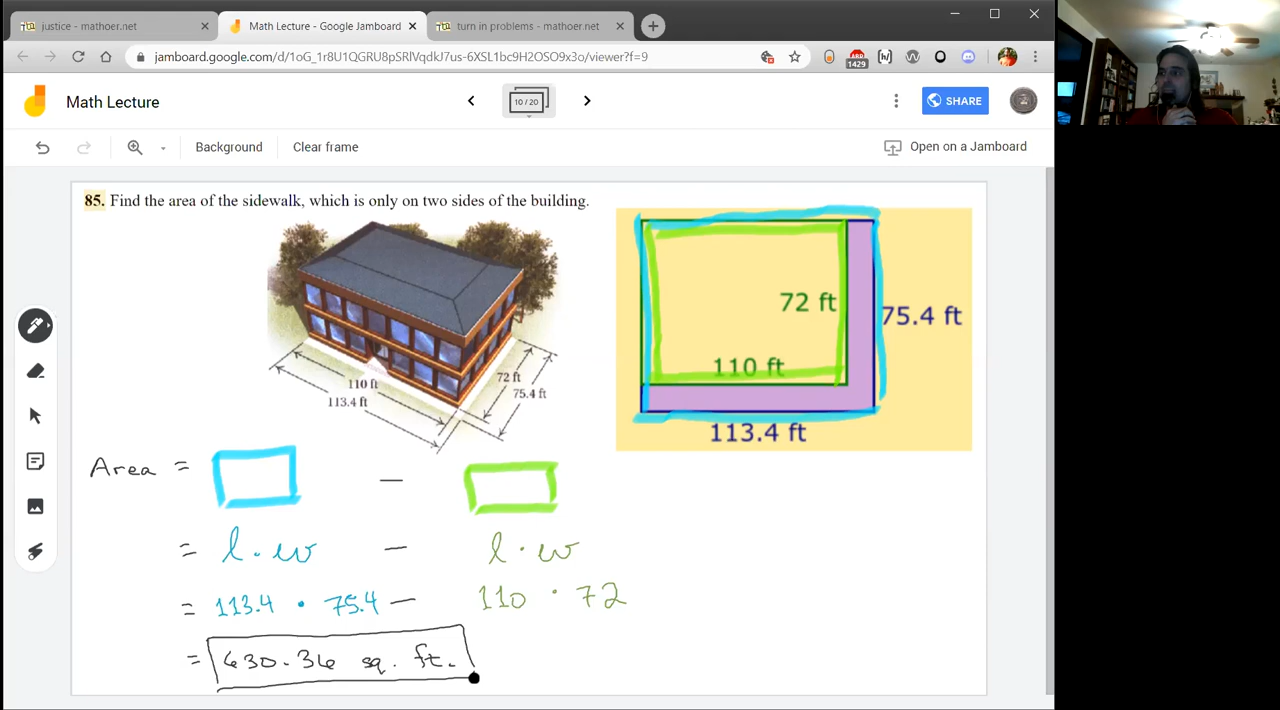 justice - mathoer.net
Math Lecture - Google Jamboard
turn in problems - mathoer.net
jamboard.google.com/d/1oG_1r8U1QGRU8pSRlVqdkJ7us-6XSL1bc9H2OSO9x3o/viewer?f=9
1429
Math Lecture
10 / 20
SHARE
Background
Clear frame
Open on a Jamboard
85. Find the area of the sidewalk, which is only on two sides of the building.
110 ft
113.4 ft
72 ft
75.4 ft
72 ft
75.4 ft
110 ft
113.4 ft
Area = −
= l · w − l · w
= 113.4 · 75.4 − 110 · 72
= 630.36 sq. ft.